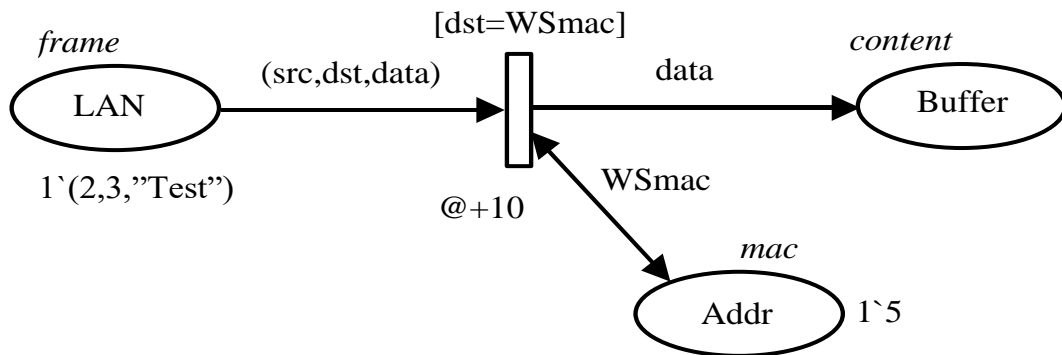 [dst=WSmac]
frame
content
(src,dst,data)
data
LAN
Buffer
1`(2,3,”Test”)
WSmac
@+10
mac
Addr
1`5